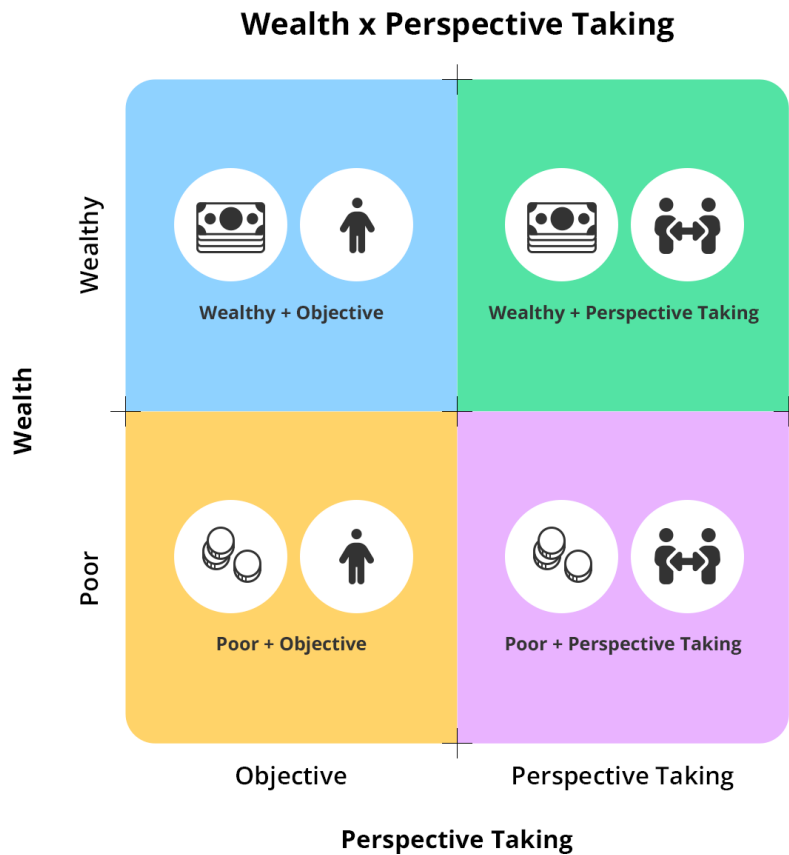 Wealth x Perspective Taking
Wealthy
Wealthy + Objective
Wealthy + Perspective Taking
Wealth
Poor
Poor + Objective
Poor + Perspective Taking
Objective
Perspective Taking
Perspective Taking